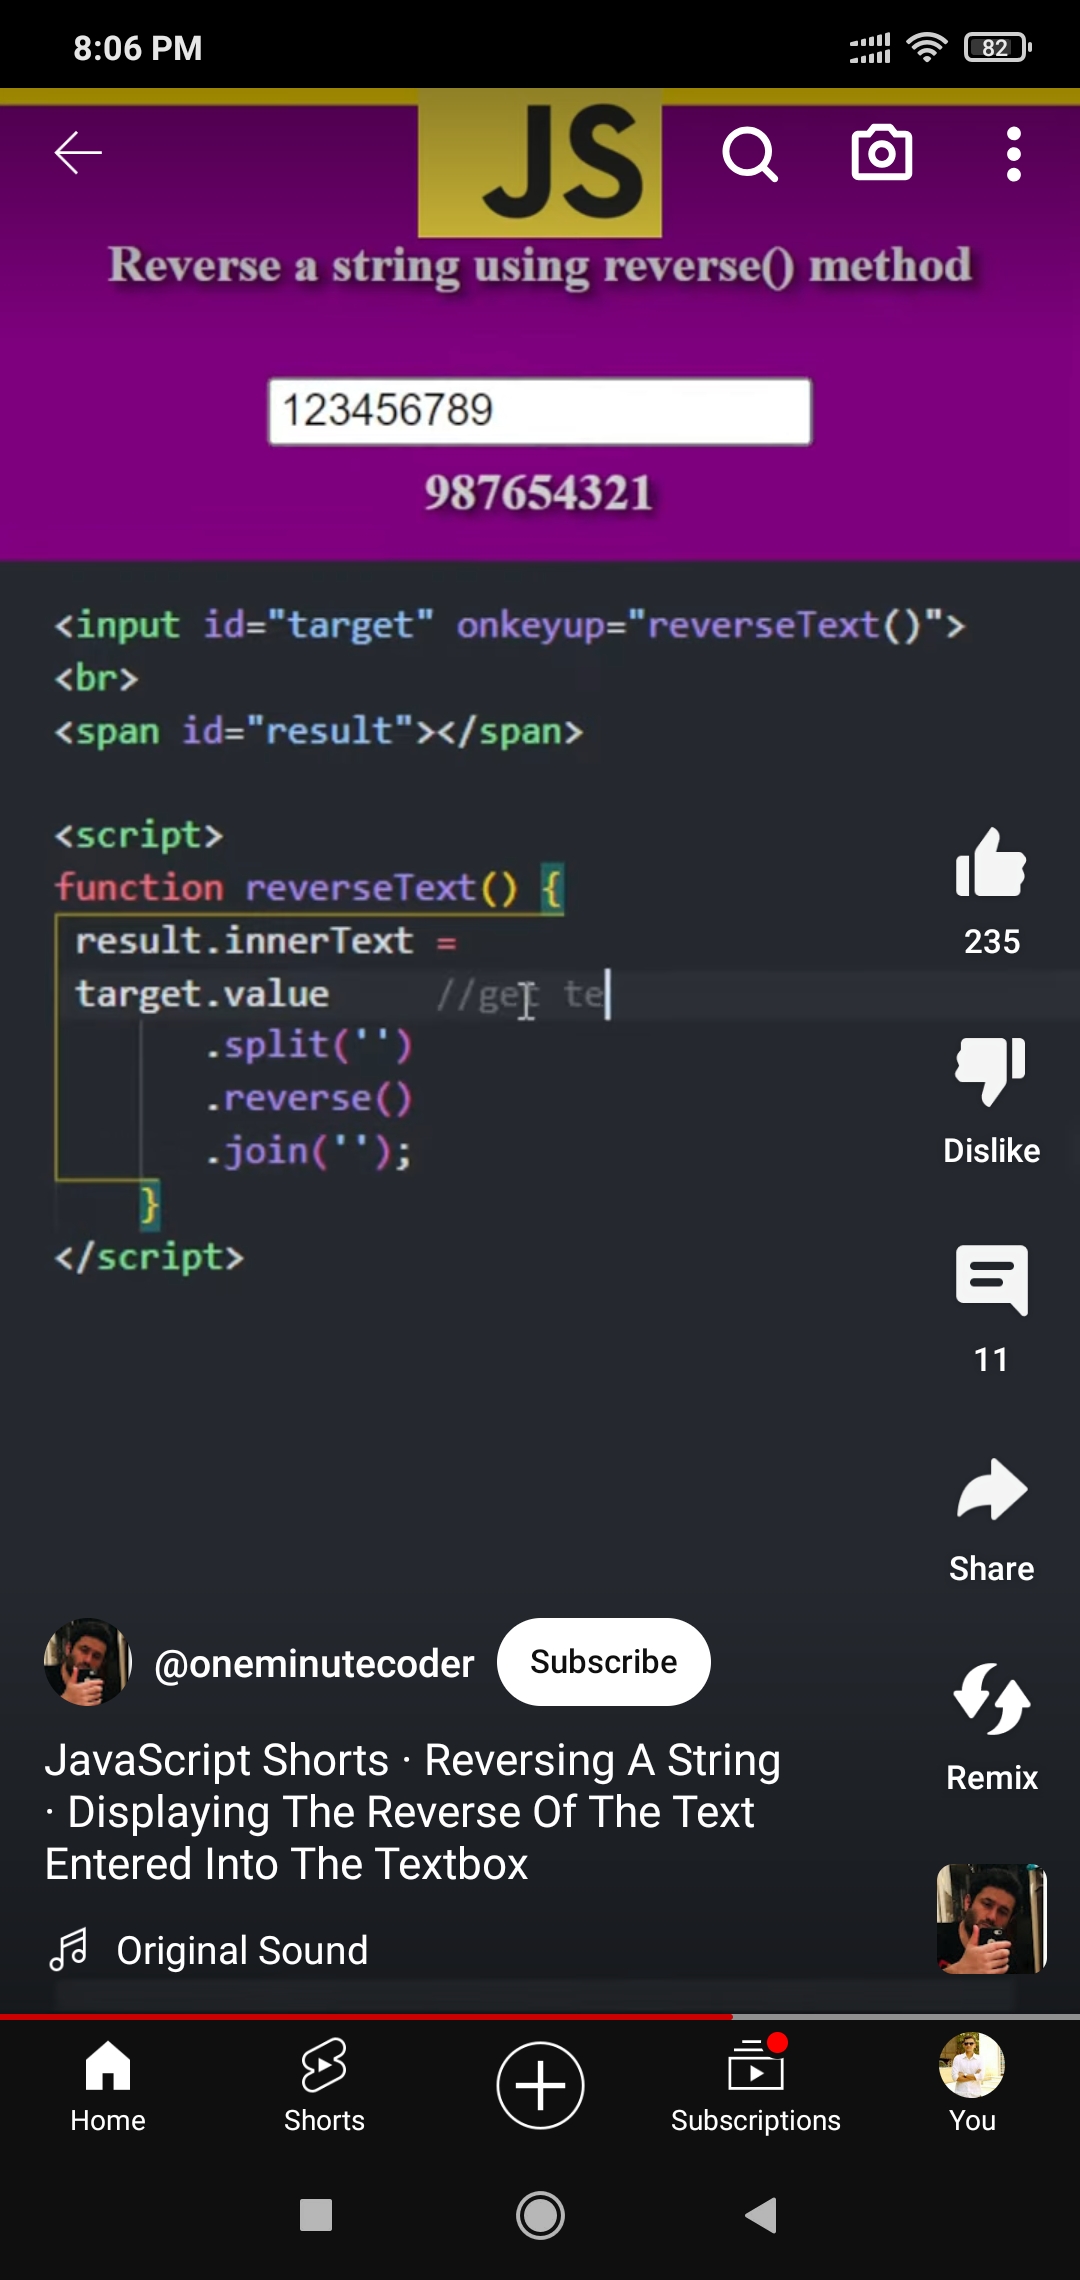 8:06 PM
82
JS
Reverse a string using reverse() method
123456789
987654321
<input id="target" onkeyup="reverseText()">
<br>
<span id="result"></span>
<script>
function reverseText() {
result.innerText =
target.value //get te
.split('')
.reverse()
.join('');
}
</script>
235
Dislike
11
Share
@oneminutecoder
Subscribe
JavaScript Shorts · Reversing A String
· Displaying The Reverse Of The Text
Entered Into The Textbox
Remix
Original Sound
Home
Shorts
Subscriptions
You